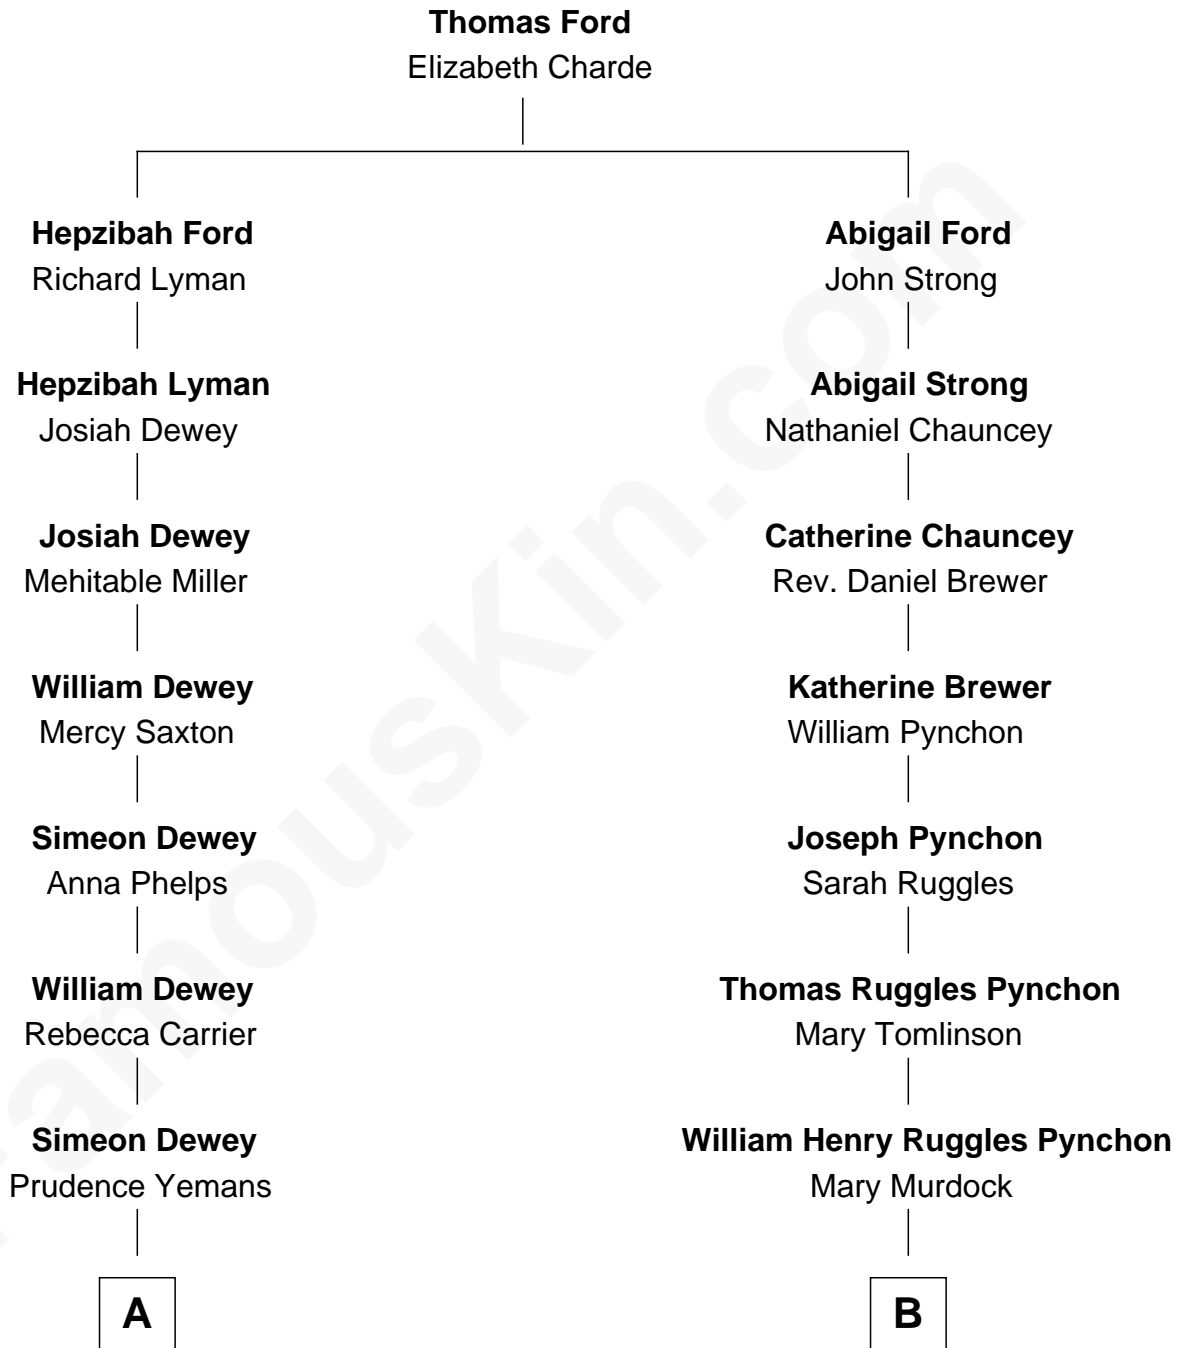 Thomas Ford
Elizabeth Charde
Hepzibah Ford
Richard Lyman
Abigail Ford
John Strong
Hepzibah Lyman
Josiah Dewey
Abigail Strong
Nathaniel Chauncey
Josiah Dewey
Mehitable Miller
Catherine Chauncey
Rev. Daniel Brewer
William Dewey
Mercy Saxton
Katherine Brewer
William Pynchon
Simeon Dewey
Anna Phelps
Joseph Pynchon
Sarah Ruggles
William Dewey
Rebecca Carrier
Thomas Ruggles Pynchon
Mary Tomlinson
Simeon Dewey
Prudence Yemans
William Henry Ruggles Pynchon
Mary Murdock
A
B
FamousKin.com